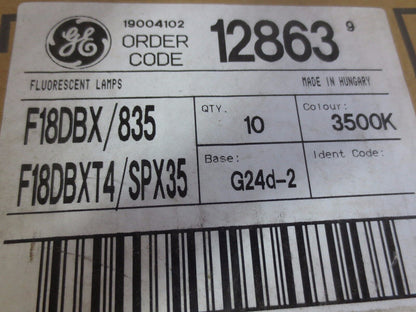 GE
19004102
ORDER CODE 12863 9
FLUORESCENT LAMPS MADE IN HUNGARY
F18DBX/835
F18DBXT4/SPX35
QTY.
10
Colour:
3500K
Base:
G24d-2
Ident Code: